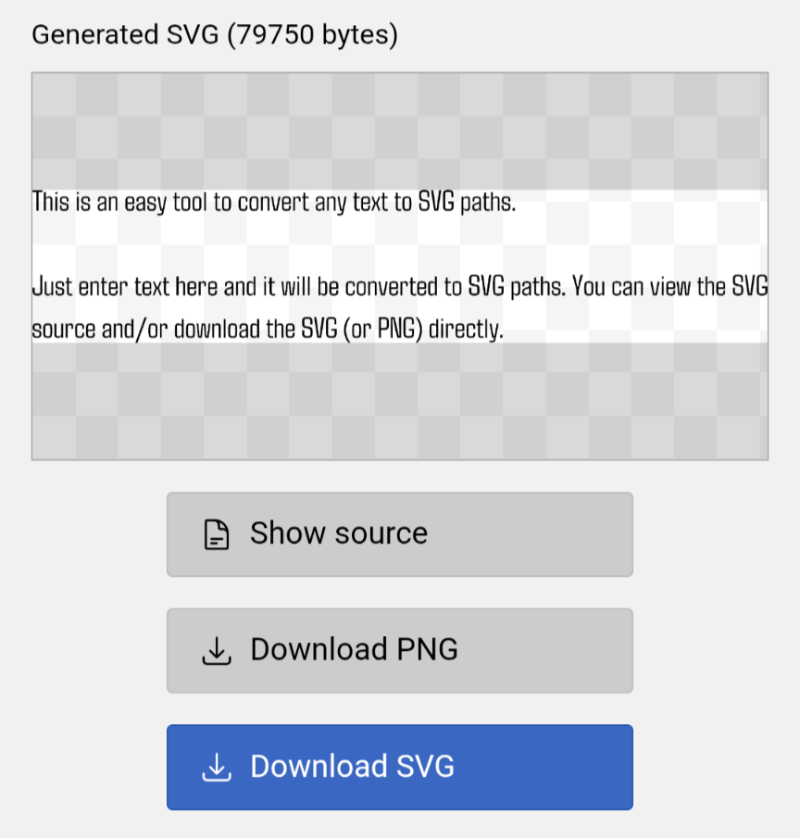 Generated SVG (79750 bytes)
This is an easy tool to convert any text to SVG paths.
Just enter text here and it will be converted to SVG paths. You can view the SVG
source and/or download the SVG (or PNG) directly.
Show source
Download PNG
Download SVG